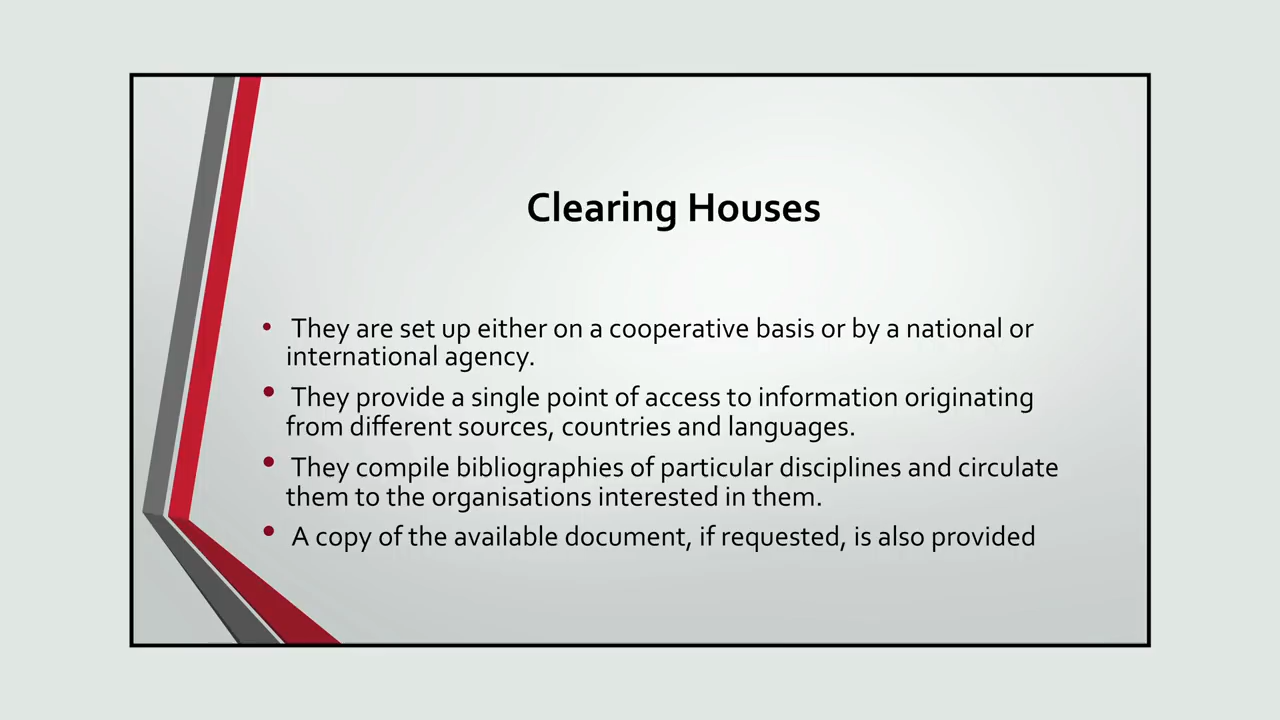 Clearing Houses
• They are set up either on a cooperative basis or by a national or
international agency.
• They provide a single point of access to information originating
from different sources, countries and languages.
• They compile bibliographies of particular disciplines and circulate
them to the organisations interested in them.
• A copy of the available document, if requested, is also provided